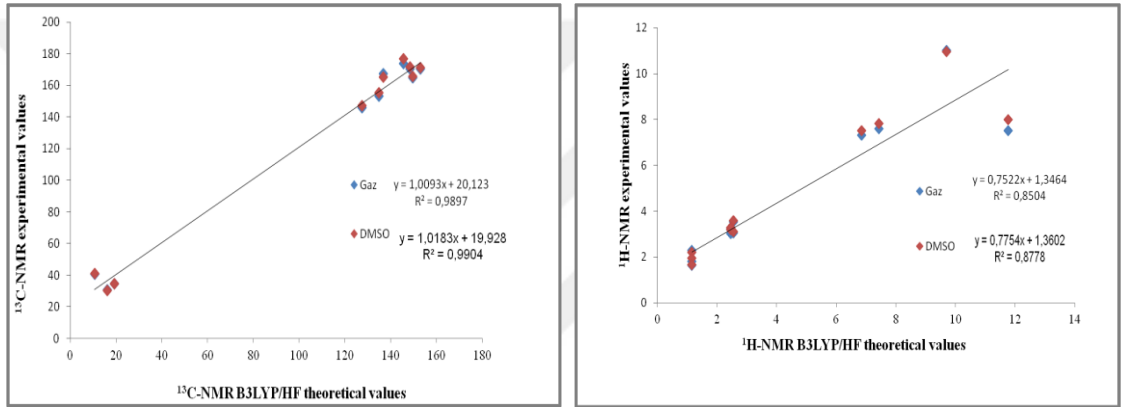 ¹³C-NMR experimental values
200
180
160
140
120
100
80
60
40
20
0
Gaz y = 1,0093x + 20,123
R² = 0,9897
DMSO y = 1,0183x + 19,928
R² = 0,9904
0 20 40 60 80 100 120 140 160 180
¹³C-NMR B3LYP/HF theoretical values
¹H-NMR experimental values
12
10
8
6
4
2
0
Gaz y = 0,7522x + 1,3464
R² = 0,8504
DMSO y = 0,7754x + 1,3602
R² = 0,8778
0 2 4 6 8 10 12 14
¹H-NMR B3LYP/HF theoretical values